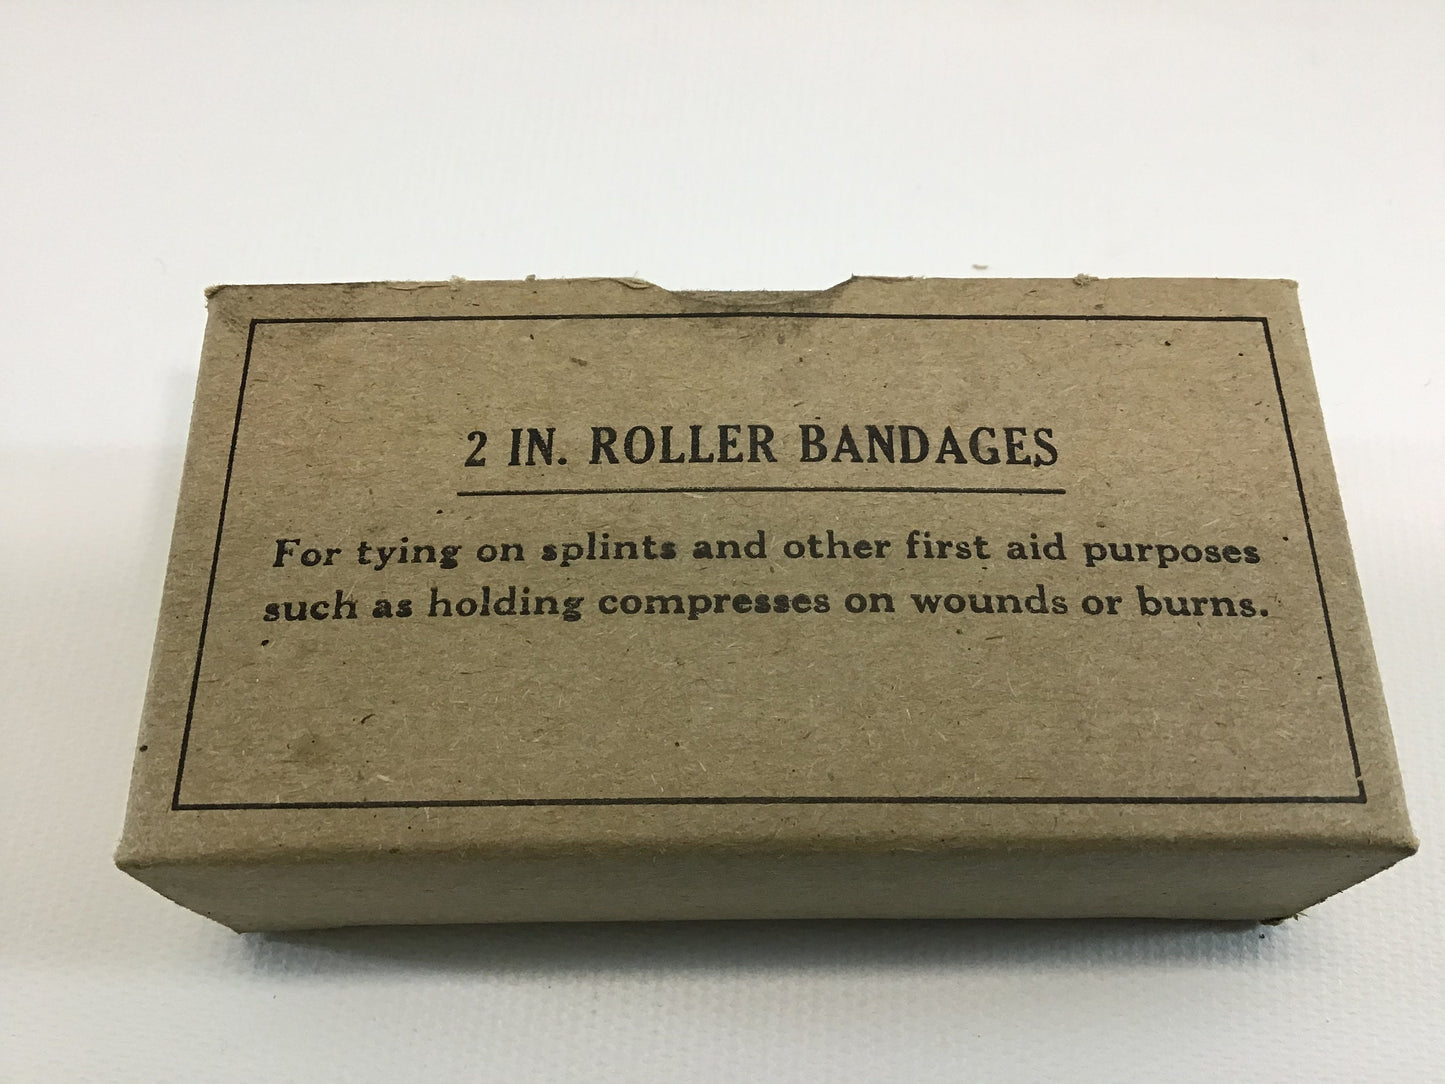 2 IN. ROLLER BANDAGES
For tying on splints and other first aid purposes
such as holding compresses on wounds or burns.